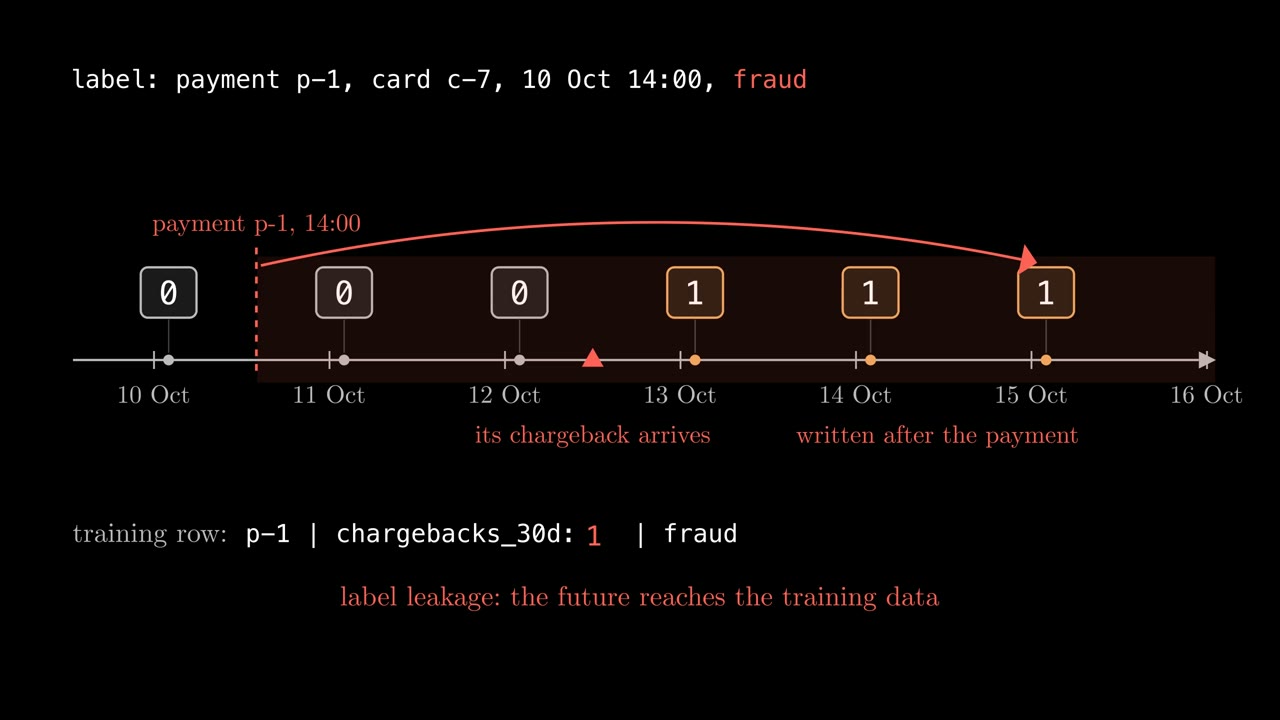 label: payment p-1, card c-7, 10 Oct 14:00, fraud
payment p-1, 14:00
0 0 0 1 1 1
10 Oct 11 Oct 12 Oct 13 Oct 14 Oct 15 Oct 16 Oct
its chargeback arrives written after the payment
training row: p-1 | chargebacks_30d: 1 | fraud
label leakage: the future reaches the training data